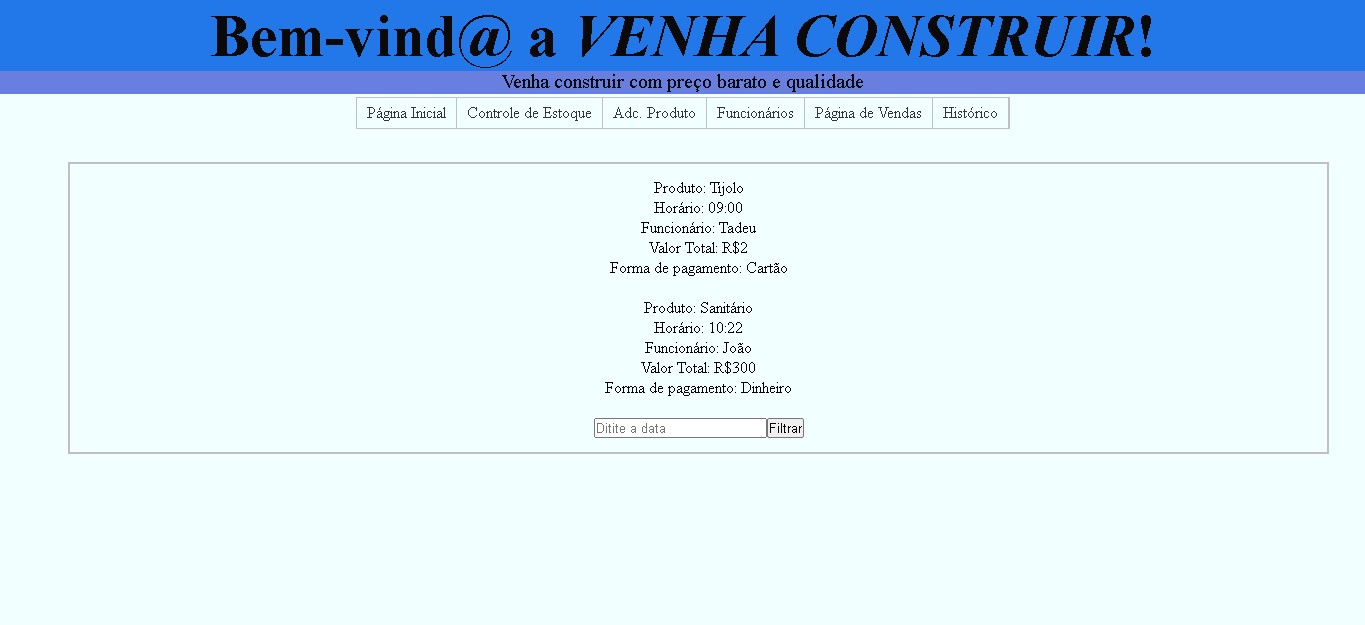 Bem-vind@ a VENHA CONSTRUIR!
Venha construir com preço barato e qualidade
Página Inicial Controle de Estoque Adc. Produto Funcionários Página de Vendas Histórico
Produto: Tijolo
Horário: 09:00
Funcionário: Tadeu
Valor Total: R$2
Forma de pagamento: Cartão
Produto: Sanitário
Horário: 10:22
Funcionário: João
Valor Total: R$300
Forma de pagamento: Dinheiro
Ditite a data Filtrar